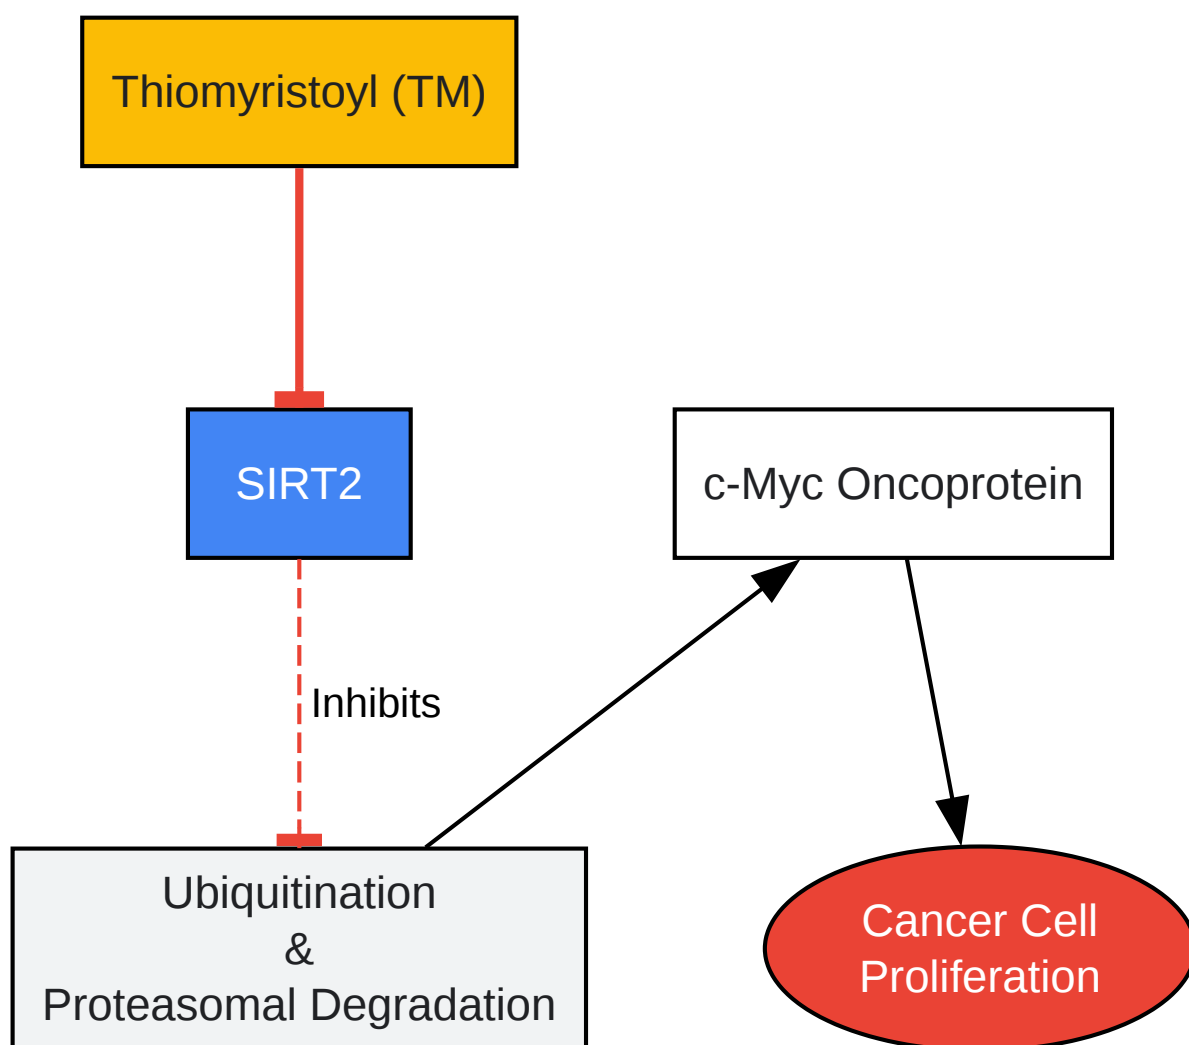 Thiomyristoyl (TM)
SIRT2
c-Myc Oncoprotein
Inhibits
Ubiquitination
&
Proteasomal Degradation
Cancer Cell
Proliferation